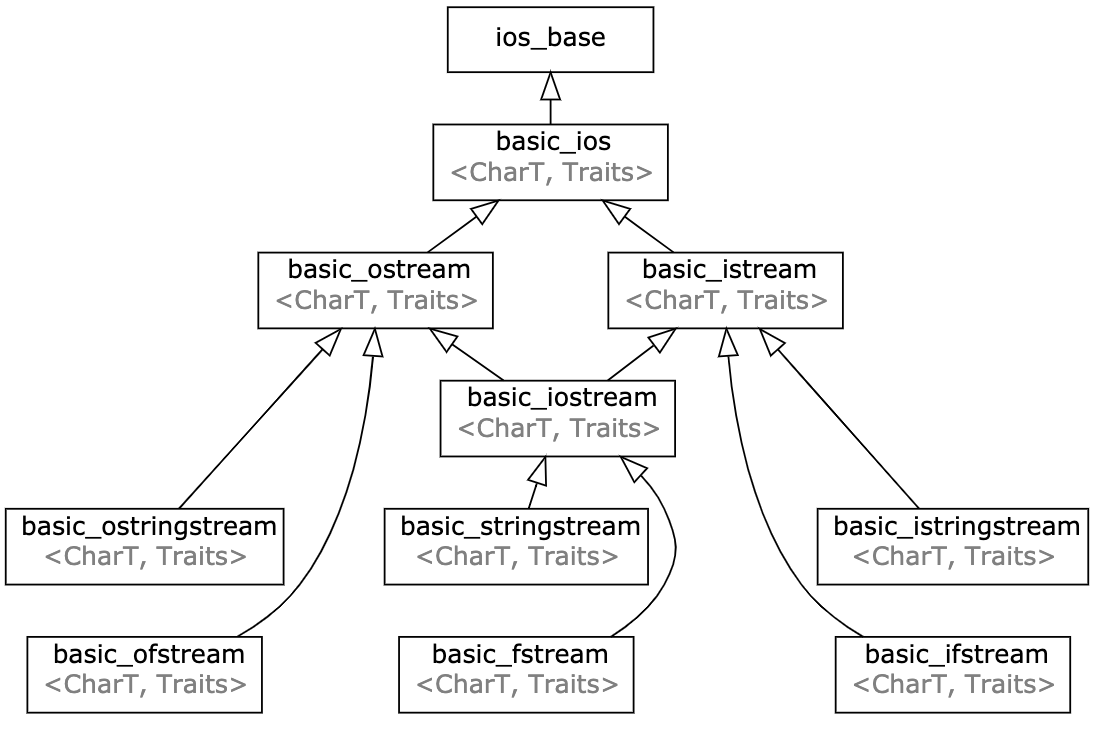 ios_base
basic_ios
<CharT, Traits>
basic_ostream
<CharT, Traits>
basic_istream
<CharT, Traits>
basic_iostream
<CharT, Traits>
basic_ostringstream
<CharT, Traits>
basic_stringstream
<CharT, Traits>
basic_istringstream
<CharT, Traits>
basic_ofstream
<CharT, Traits>
basic_fstream
<CharT, Traits>
basic_ifstream
<CharT, Traits>